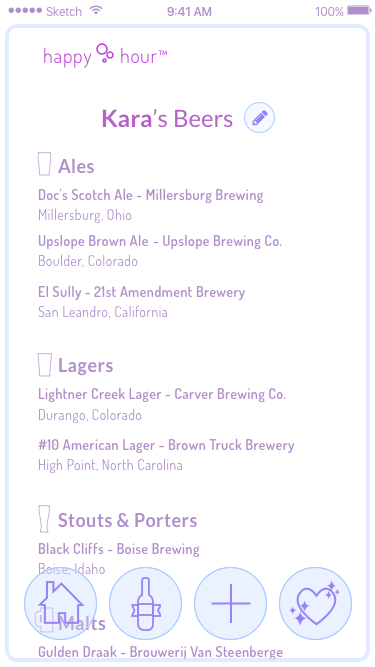 Sketch 9:41 AM 100%
happy hour™
Kara's Beers
Ales
Doc's Scotch Ale - Millersburg Brewing
Millersburg, Ohio
Upslope Brown Ale - Upslope Brewing Co.
Boulder, Colorado
El Sully - 21st Amendment Brewery
San Leandro, California
Lagers
Lightner Creek Lager - Carver Brewing Co.
Durango, Colorado
#10 American Lager - Brown Truck Brewery
High Point, North Carolina
Stouts & Porters
Black Cliffs - Boise Brewing
Boise, Idaho
Malts
Gulden Draak - Brouwerij Van Steenberge